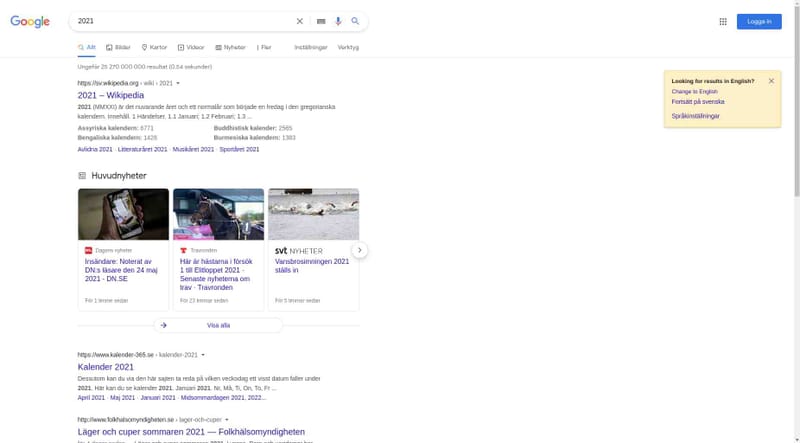 Google
2021
Logga in
Allt
Bilder
Kartor
Videor
Nyheter
Fler
Inställningar
Verktyg
Ungefär 25 270 000 000 resultat (0,64 sekunder)
Looking for results in English?
Change to English
Fortsätt på svenska
Språkinställningar
https://sv.wikipedia.org › wiki › 2021
2021 – Wikipedia
2021 (MMXXI) är det nuvarande året och ett normalår som började en fredag i den gregorianska
kalendern. Innehåll. 1 Händelser. 1.1 Januari; 1.2 Februari; 1.3 ...
Assyriska kalendern: 6771
Buddhistisk kalender: 2565
Bengaliska kalendern: 1428
Burmesiska kalendern: 1383
Avlidna 2021 · Litteraturåret 2021 · Musikåret 2021 · Sportåret 2021
Huvudnyheter
Dagens nyheter
Insändare: Noterat av
DN:s läsare den 24 maj
2021 - DN.SE
För 1 timme sedan
Travronden
Här är hästarna i försök
1 till Elitloppet 2021 ·
Senaste nyheterna om
trav · Travronden
För 23 timmar sedan
svt NYHETER
Vansbrosimningen 2021
ställs in
För 5 timmar sedan
Visa alla
https://www.kalender-365.se › kalender-2021
Kalender 2021
Dessutom kan du via den här sajten ta reda på vilken veckodag ett visst datum faller under
2021. Här kan du se kalender 2021. Januari 2021. Nr, Må, Ti, On, To, Fr ...
April 2021 · Maj 2021 · Januari 2021 · Midsommardagen 2021, 2022...
http://www.folkhalsomyndigheten.se › lager-och-cuper
Läger och cuper sommaren 2021 — Folkhälsomyndigheten